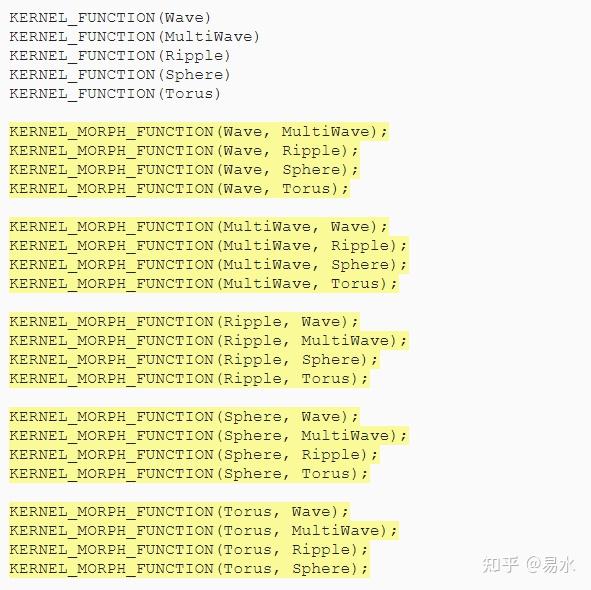 KERNEL_FUNCTION(Wave)
KERNEL_FUNCTION(MultiWave)
KERNEL_FUNCTION(Ripple)
KERNEL_FUNCTION(Sphere)
KERNEL_FUNCTION(Torus)
KERNEL_MORPH_FUNCTION(Wave, MultiWave);
KERNEL_MORPH_FUNCTION(Wave, Ripple);
KERNEL_MORPH_FUNCTION(Wave, Sphere);
KERNEL_MORPH_FUNCTION(Wave, Torus);
KERNEL_MORPH_FUNCTION(MultiWave, Wave);
KERNEL_MORPH_FUNCTION(MultiWave, Ripple);
KERNEL_MORPH_FUNCTION(MultiWave, Sphere);
KERNEL_MORPH_FUNCTION(MultiWave, Torus);
KERNEL_MORPH_FUNCTION(Ripple, Wave);
KERNEL_MORPH_FUNCTION(Ripple, MultiWave);
KERNEL_MORPH_FUNCTION(Ripple, Sphere);
KERNEL_MORPH_FUNCTION(Ripple, Torus);
KERNEL_MORPH_FUNCTION(Sphere, Wave);
KERNEL_MORPH_FUNCTION(Sphere, MultiWave);
KERNEL_MORPH_FUNCTION(Sphere, Ripple);
KERNEL_MORPH_FUNCTION(Sphere, Torus);
KERNEL_MORPH_FUNCTION(Torus, Wave);
KERNEL_MORPH_FUNCTION(Torus, MultiWave);
KERNEL_MORPH_FUNCTION(Torus, Ripple);
KERNEL_MORPH_FUNCTION(Torus, Sphere);
知乎 @易水